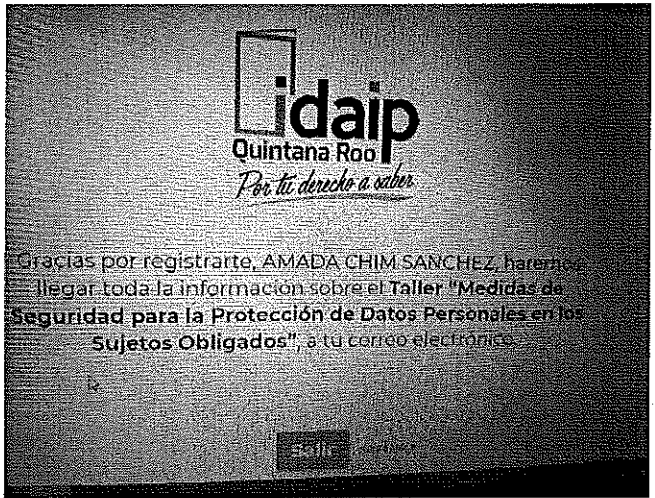 idaip
Quintana Roo
Por tu derecho a saber
Gracias por registrarte, AMADA CHIM SANCHEZ, haremos
llegar toda la información sobre el Taller "Medidas de
Seguridad para la Protección de Datos Personales en los
Sujetos Obligados", a tu correo electrónico.
Salir